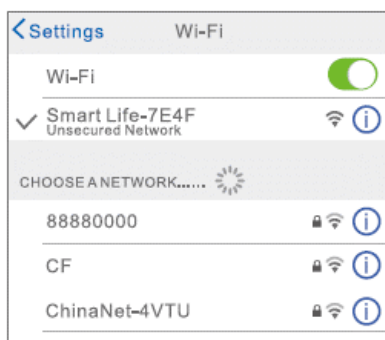 Settings Wi-Fi
Wi-Fi
Smart Life-7E4F
Unsecured Network
CHOOSE A NETWORK......
88880000
CF
ChinaNet-4VTU